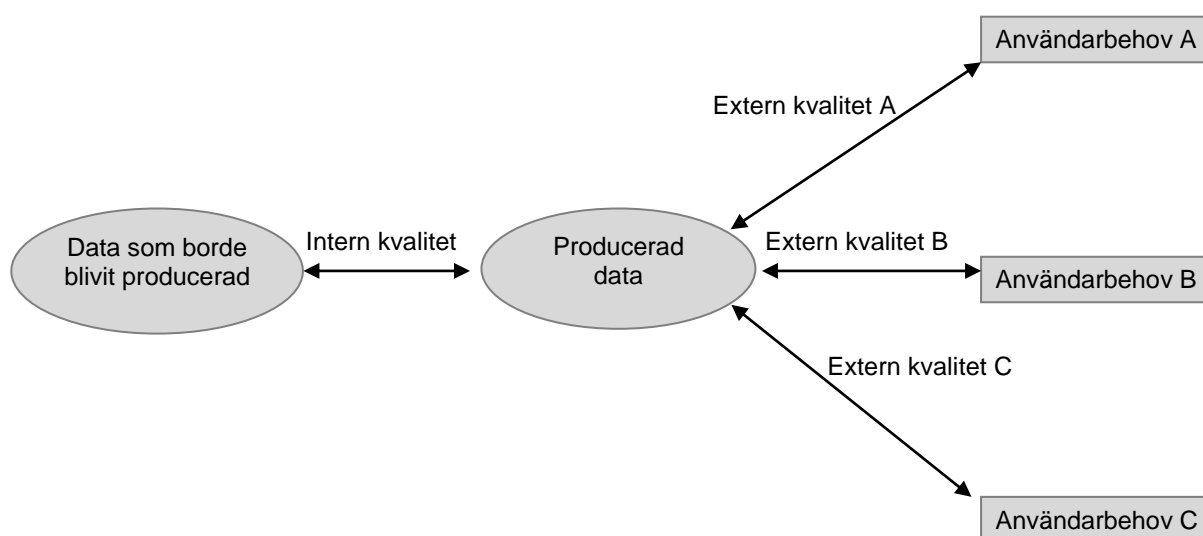 Användarbehov A
Extern kvalitet A
Data som borde
blivit producerad
Intern kvalitet
Producerad
data
Extern kvalitet B
Användarbehov B
Extern kvalitet C
Användarbehov C